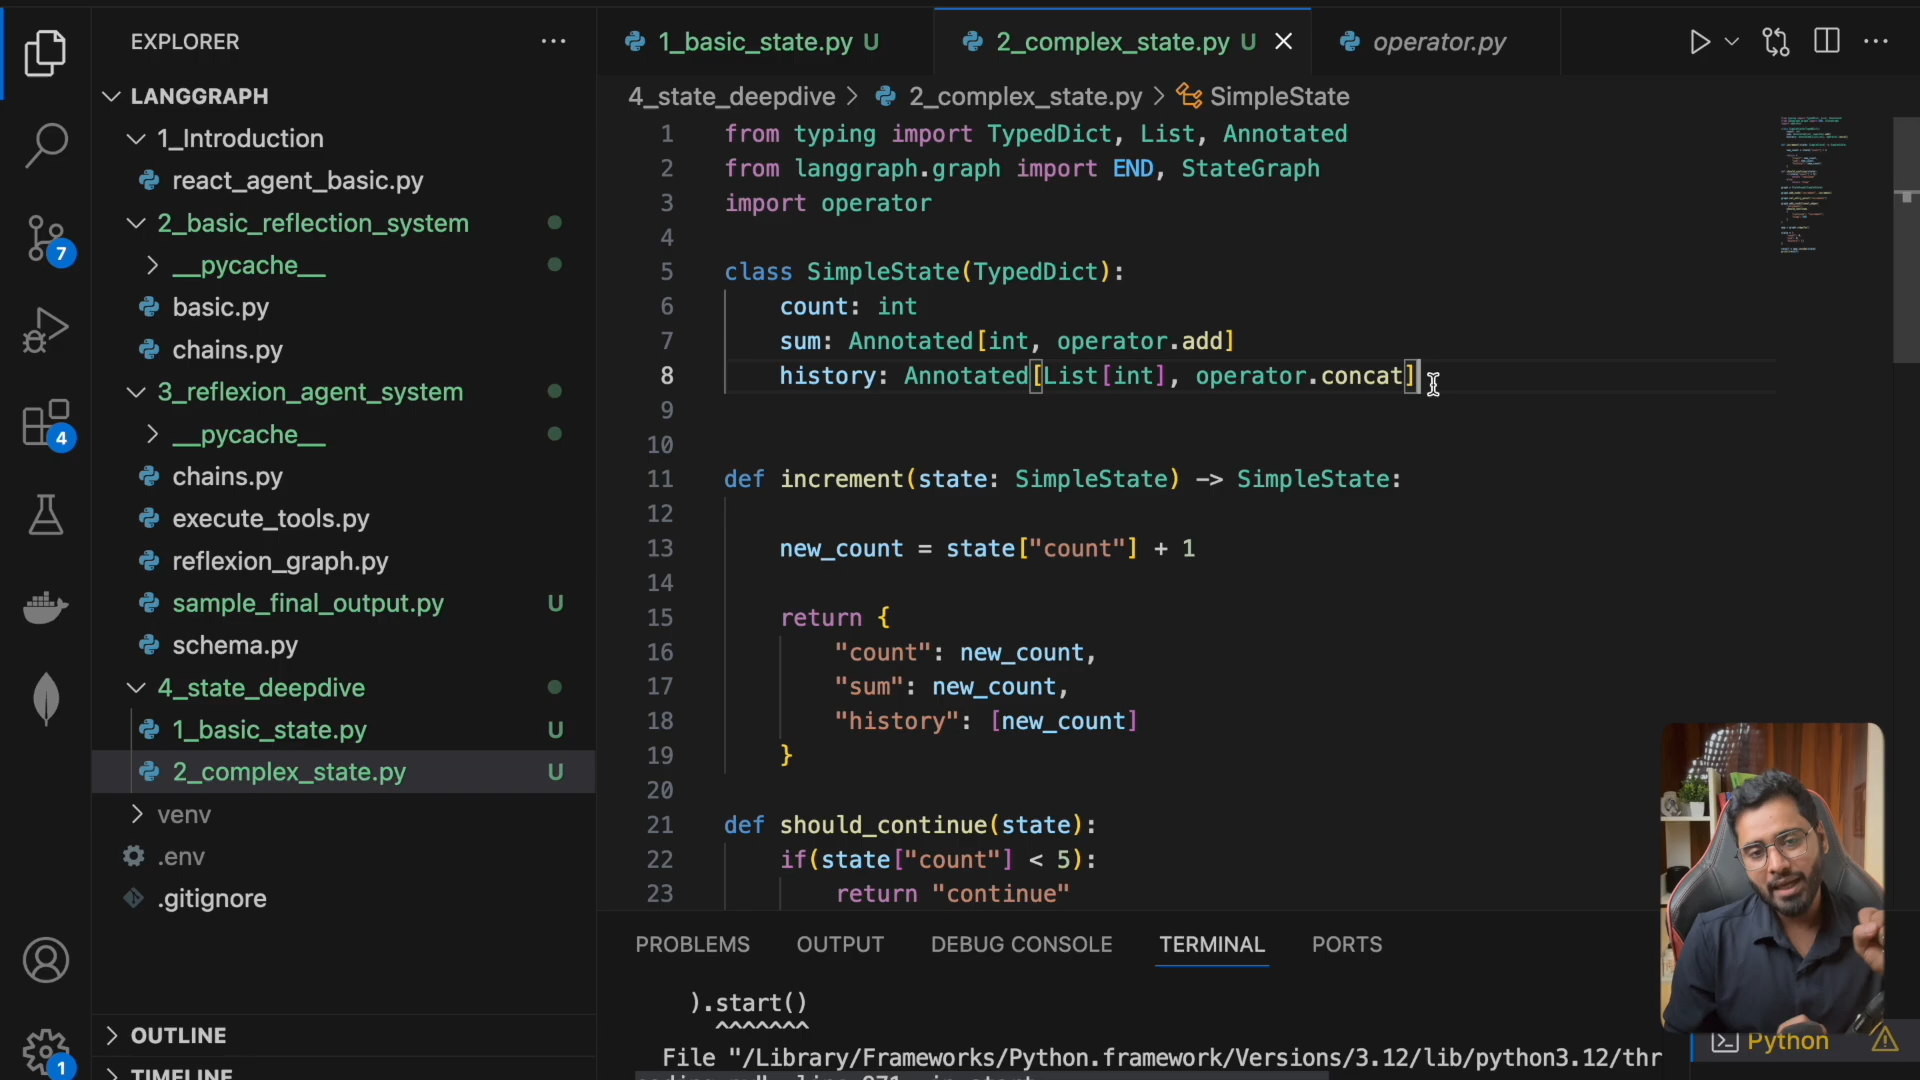 EXPLORER
LANGGRAPH
1_Introduction
react_agent_basic.py
2_basic_reflection_system
__pycache__
basic.py
chains.py
3_reflexion_agent_system
__pycache__
chains.py
execute_tools.py
reflexion_graph.py
sample_final_output.py U
schema.py
4_state_deepdive
1_basic_state.py U
2_complex_state.py U
venv
.env
.gitignore
OUTLINE
TIMELINE
7
4
1
1_basic_state.py U
2_complex_state.py U
operator.py
4_state_deepdive > 2_complex_state.py > SimpleState
1 from typing import TypedDict, List, Annotated
2 from langgraph.graph import END, StateGraph
3 import operator
4
5 class SimpleState(TypedDict):
6 count: int
7 sum: Annotated[int, operator.add]
8 history: Annotated[List[int], operator.concat]
9
10
11 def increment(state: SimpleState) -> SimpleState:
12
13 new_count = state["count"] + 1
14
15 return {
16 "count": new_count,
17 "sum": new_count,
18 "history": [new_count]
19 }
20
21 def should_continue(state):
22 if(state["count"] < 5):
23 return "continue"
PROBLEMS OUTPUT DEBUG CONSOLE TERMINAL PORTS
).start()
^^^^^^^
File "/Library/Frameworks/Python.framework/Versions/3.12/lib/python3.12/thr
Python